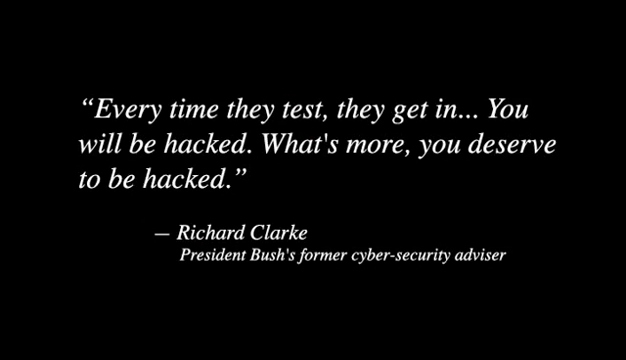 “Every time they test, they get in... You
will be hacked. What's more, you deserve
to be hacked.”
— Richard Clarke
President Bush's former cyber-security adviser